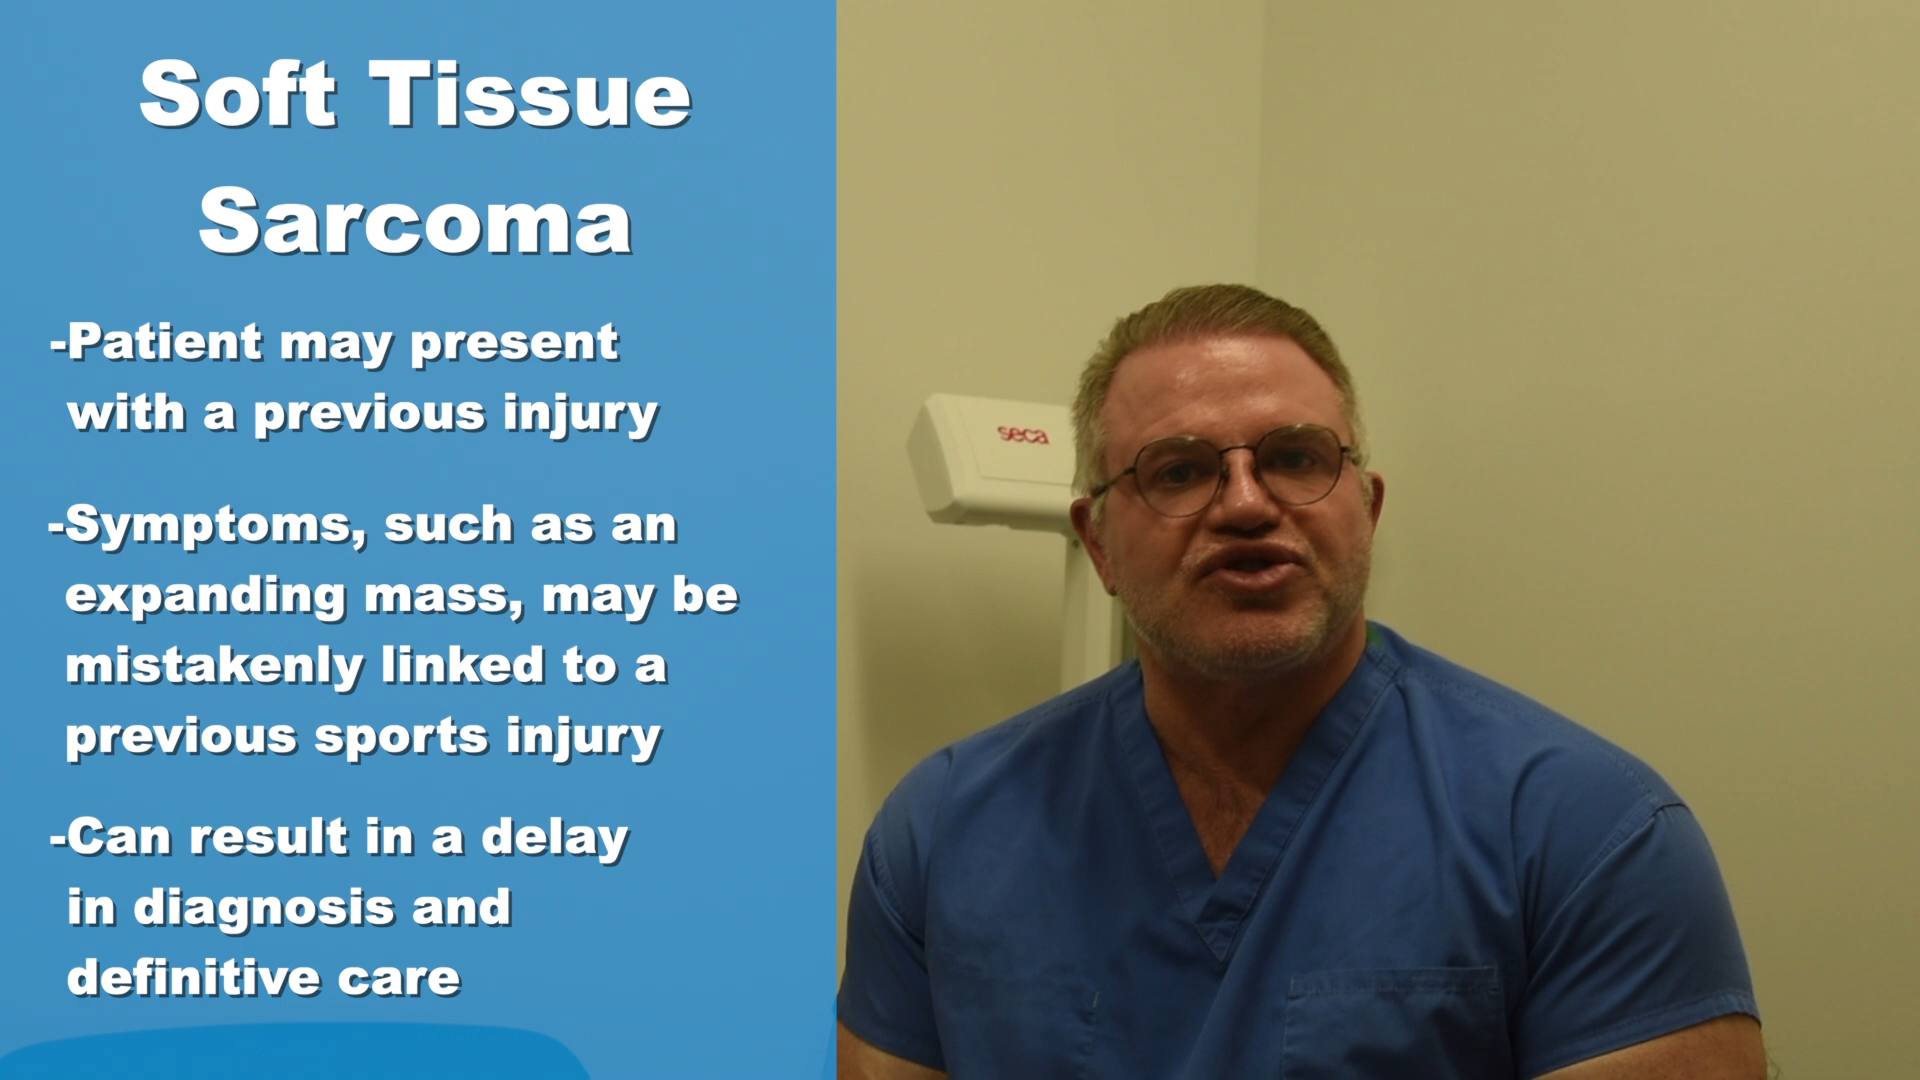 Soft Tissue
Sarcoma
-Patient may present
with a previous injury
-Symptoms, such as an
expanding mass, may be
mistakenly linked to a
previous sports injury
-Can result in a delay
in diagnosis and
definitive care
seca